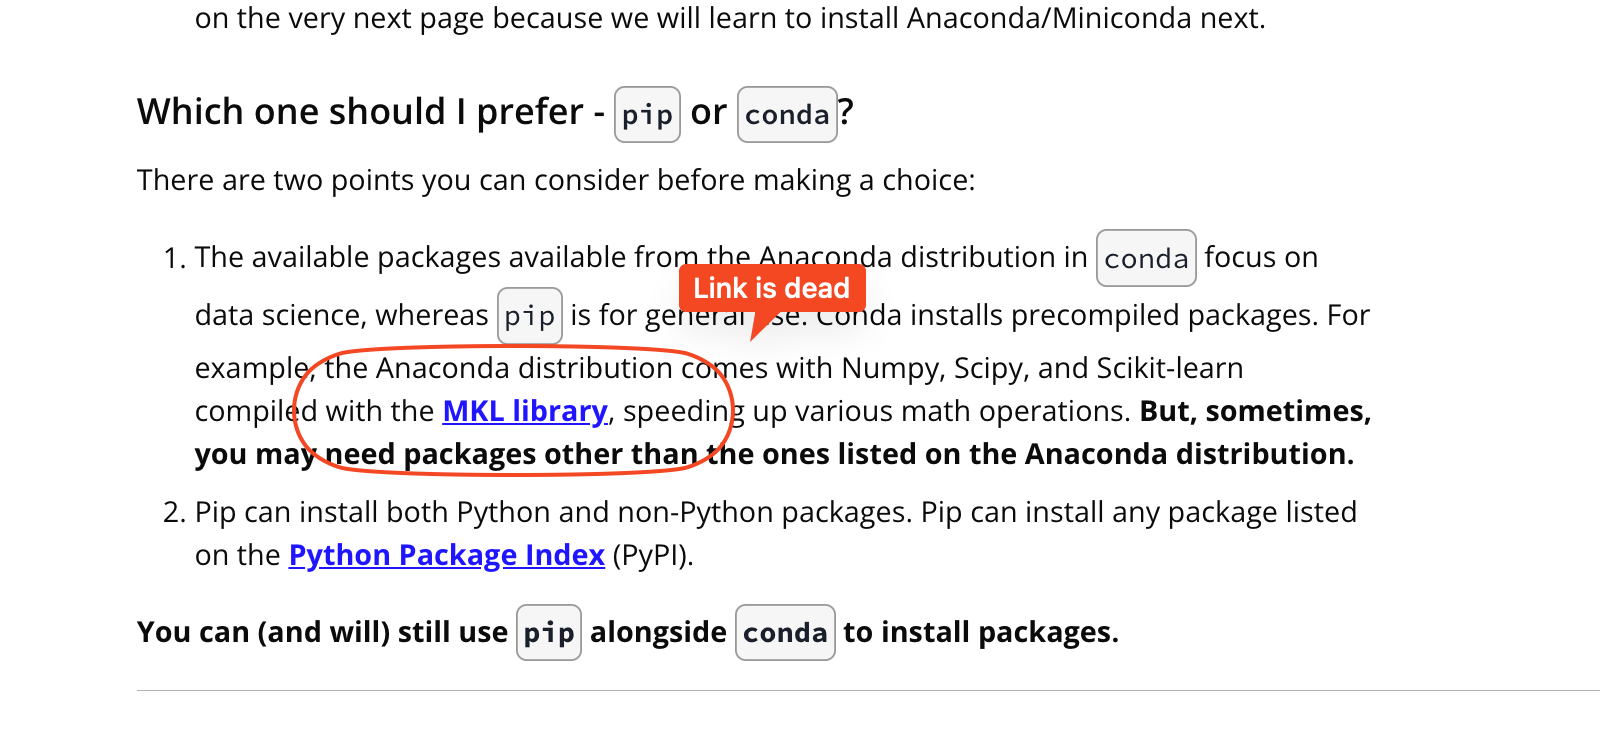 on the very next page because we will learn to install Anaconda/Miniconda next.
Which one should I prefer - pip or conda?
There are two points you can consider before making a choice:
1. The available packages available from the Anaconda distribution in conda focus on
Link is dead
data science, whereas pip is for general use. Conda installs precompiled packages. For
example, the Anaconda distribution comes with Numpy, Scipy, and Scikit-learn
compiled with the MKL library, speeding up various math operations. But, sometimes,
you may need packages other than the ones listed on the Anaconda distribution.
2. Pip can install both Python and non-Python packages. Pip can install any package listed
on the Python Package Index (PyPI).
You can (and will) still use pip alongside conda to install packages.